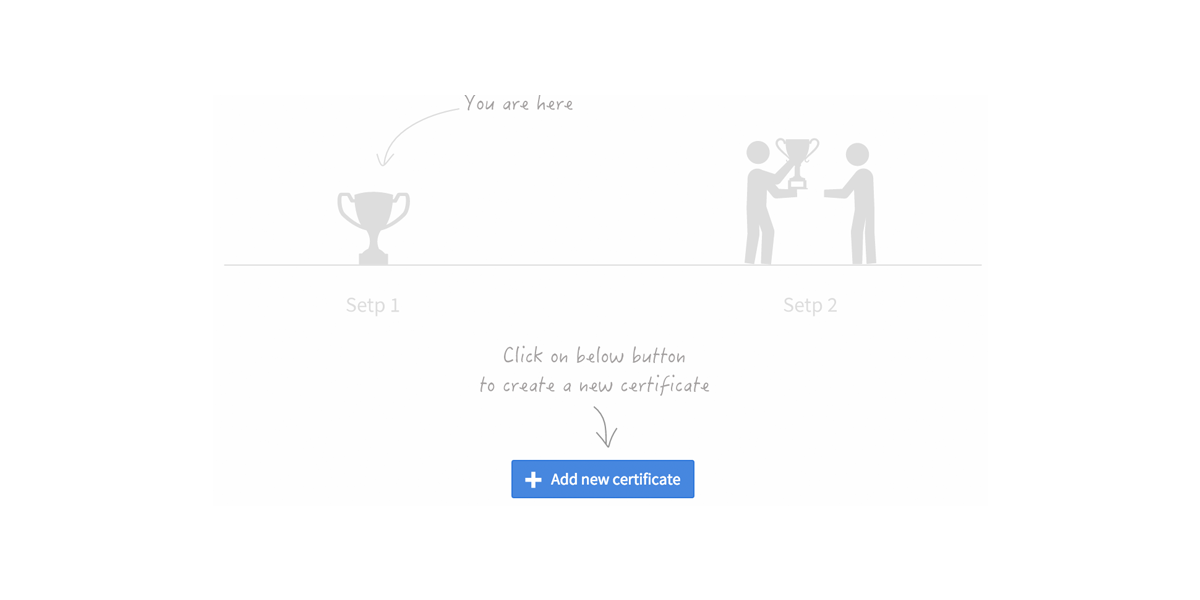 You are here
Setp 1
Setp 2
Click on below button
to create a new certificate
Add new certificate